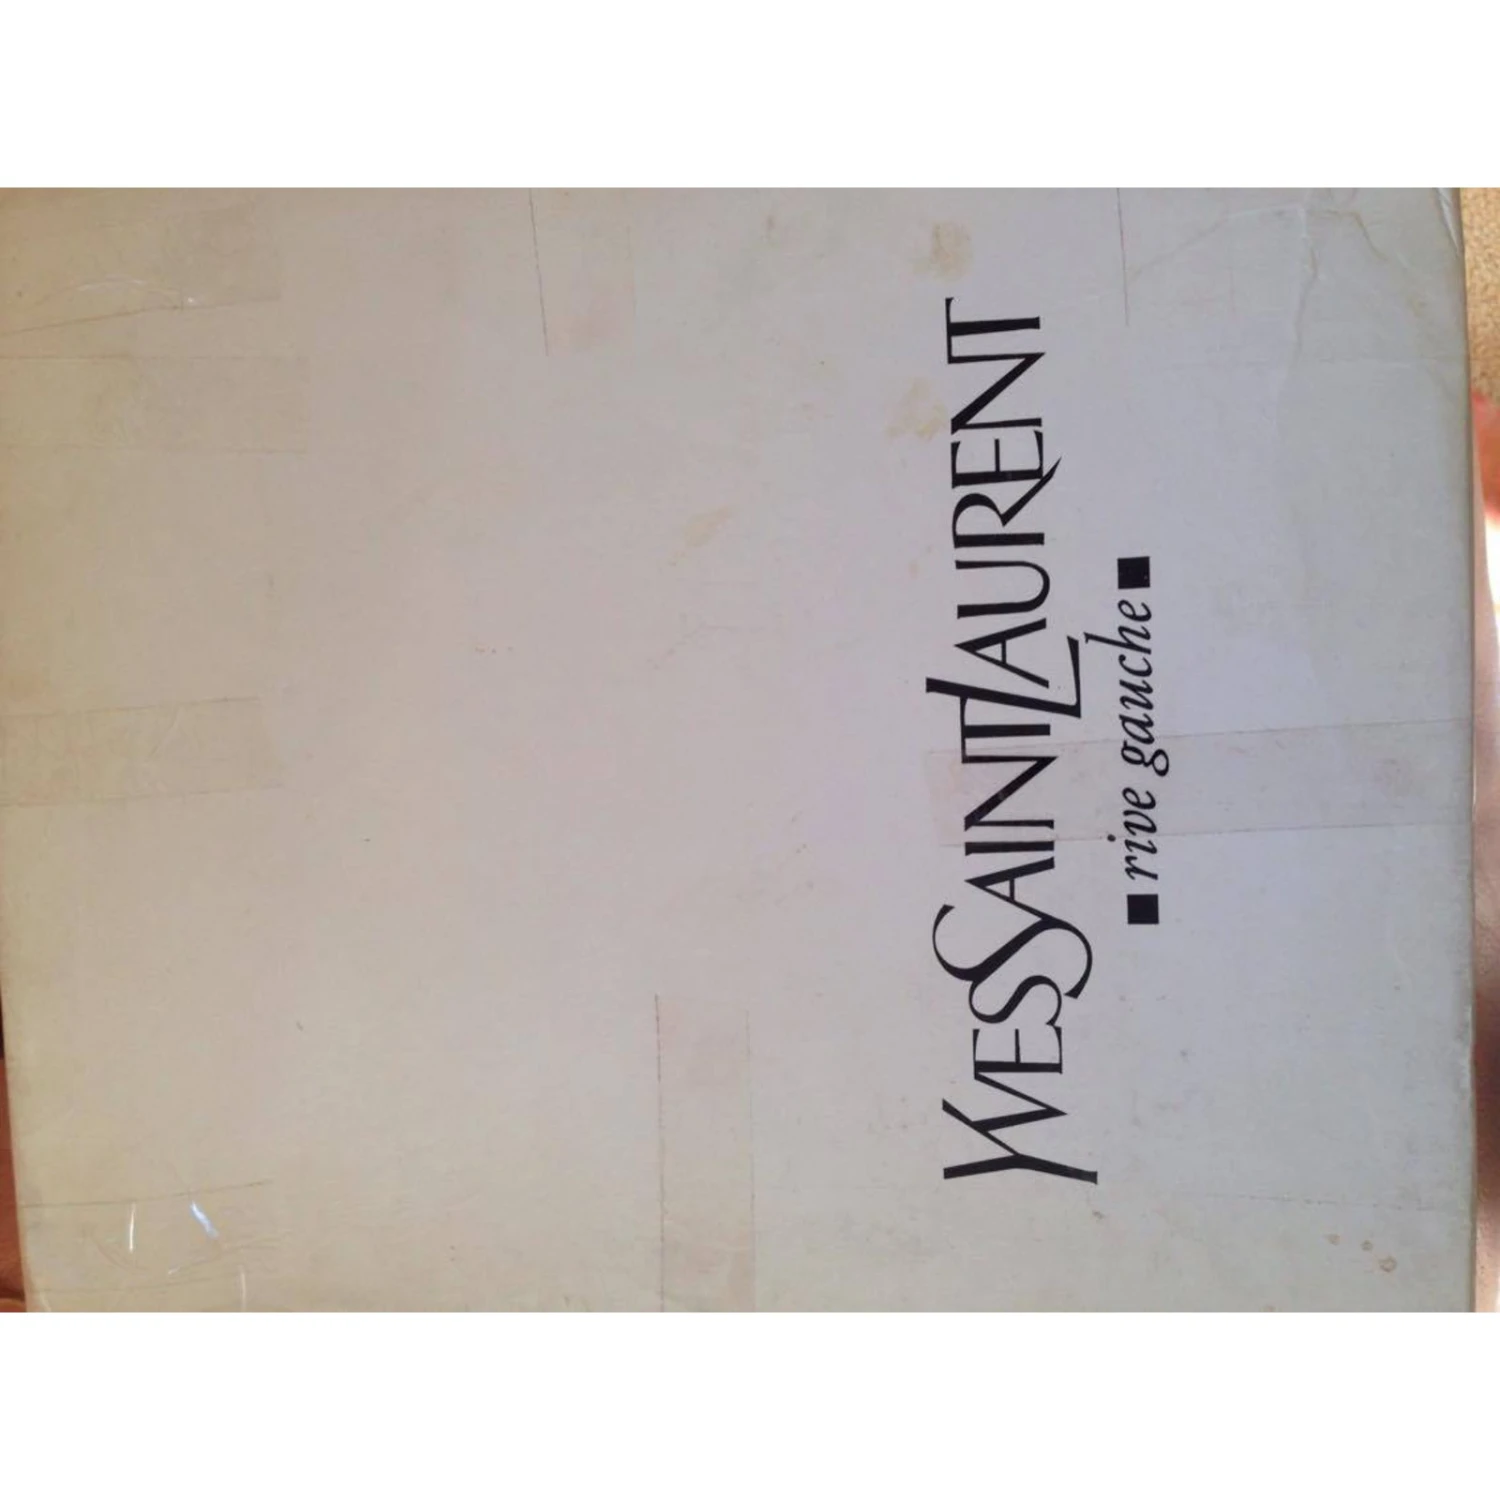 YVESSAINTLAURENT
■ rive gauche ■